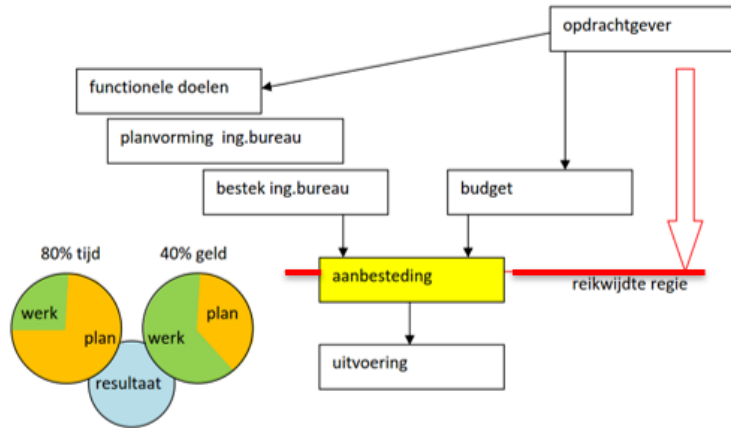 opdrachtgever
functionele doelen
planvorming ing.bureau
bestek ing.bureau
budget
80% tijd
40% geld
aanbesteding
reikwijdte regie
werk
plan
plan
werk
uitvoering
resultaat